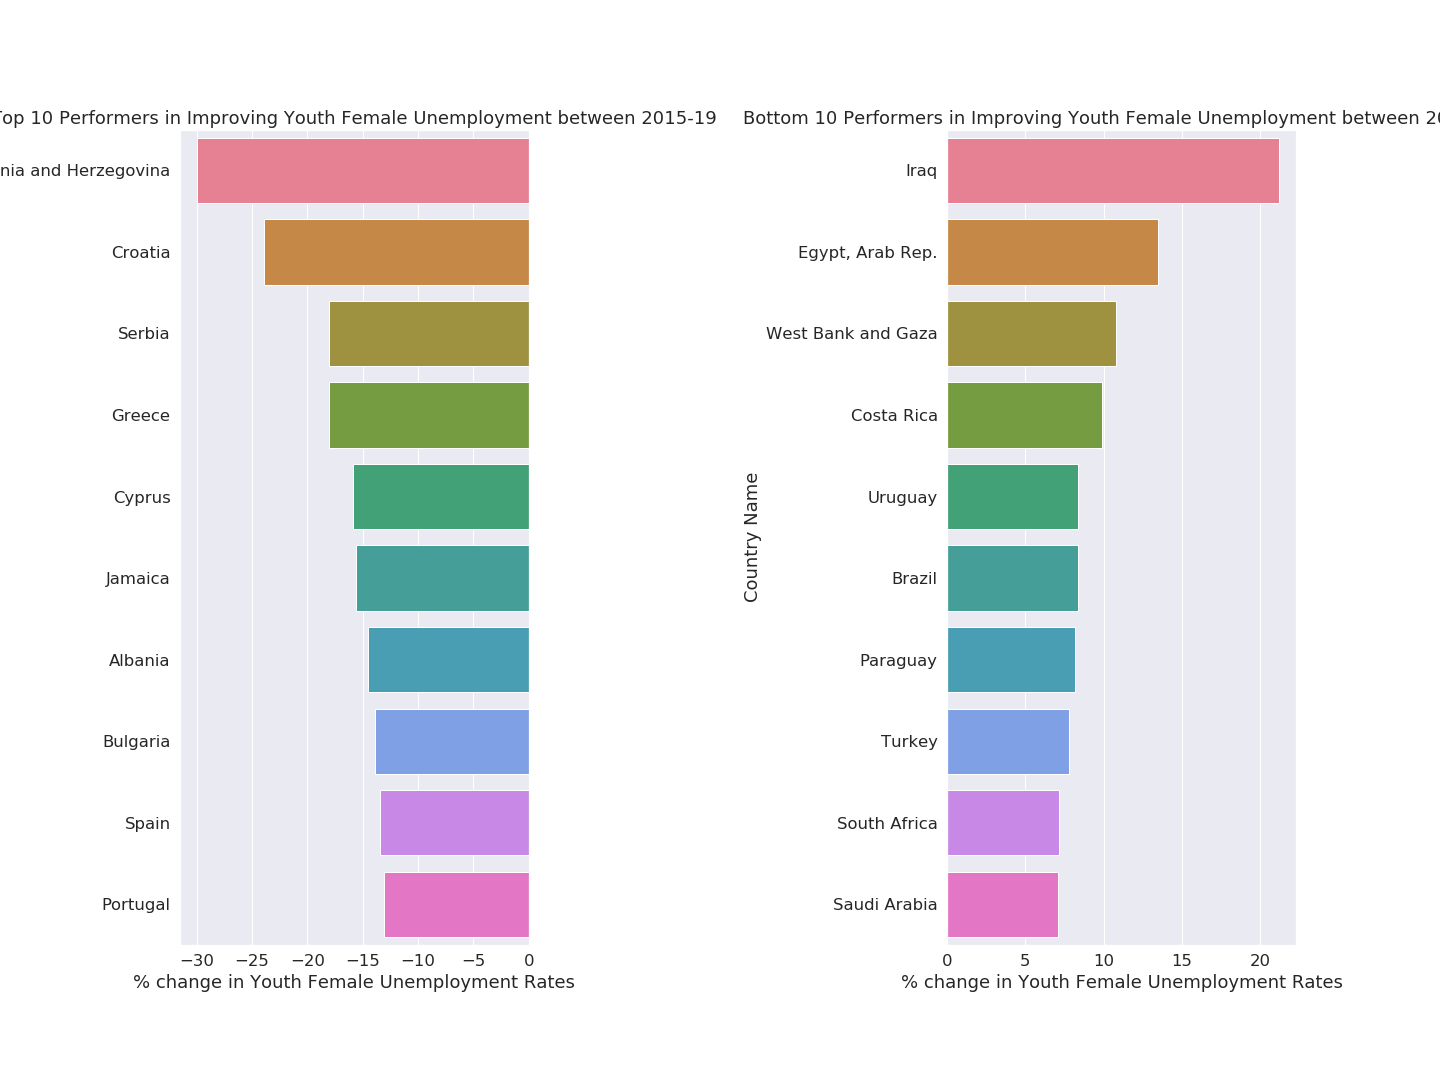 Top 10 Performers in Improving Youth Female Unemployment between 2015-19
nia and Herzegovina
Croatia
Serbia
Greece
Cyprus
Jamaica
Albania
Bulgaria
Spain
Portugal
−30 −25 −20 −15 −10 −5 0
% change in Youth Female Unemployment Rates
Bottom 10 Performers in Improving Youth Female Unemployment between 20
Country Name
Iraq
Egypt, Arab Rep.
West Bank and Gaza
Costa Rica
Uruguay
Brazil
Paraguay
Turkey
South Africa
Saudi Arabia
0 5 10 15 20
% change in Youth Female Unemployment Rates